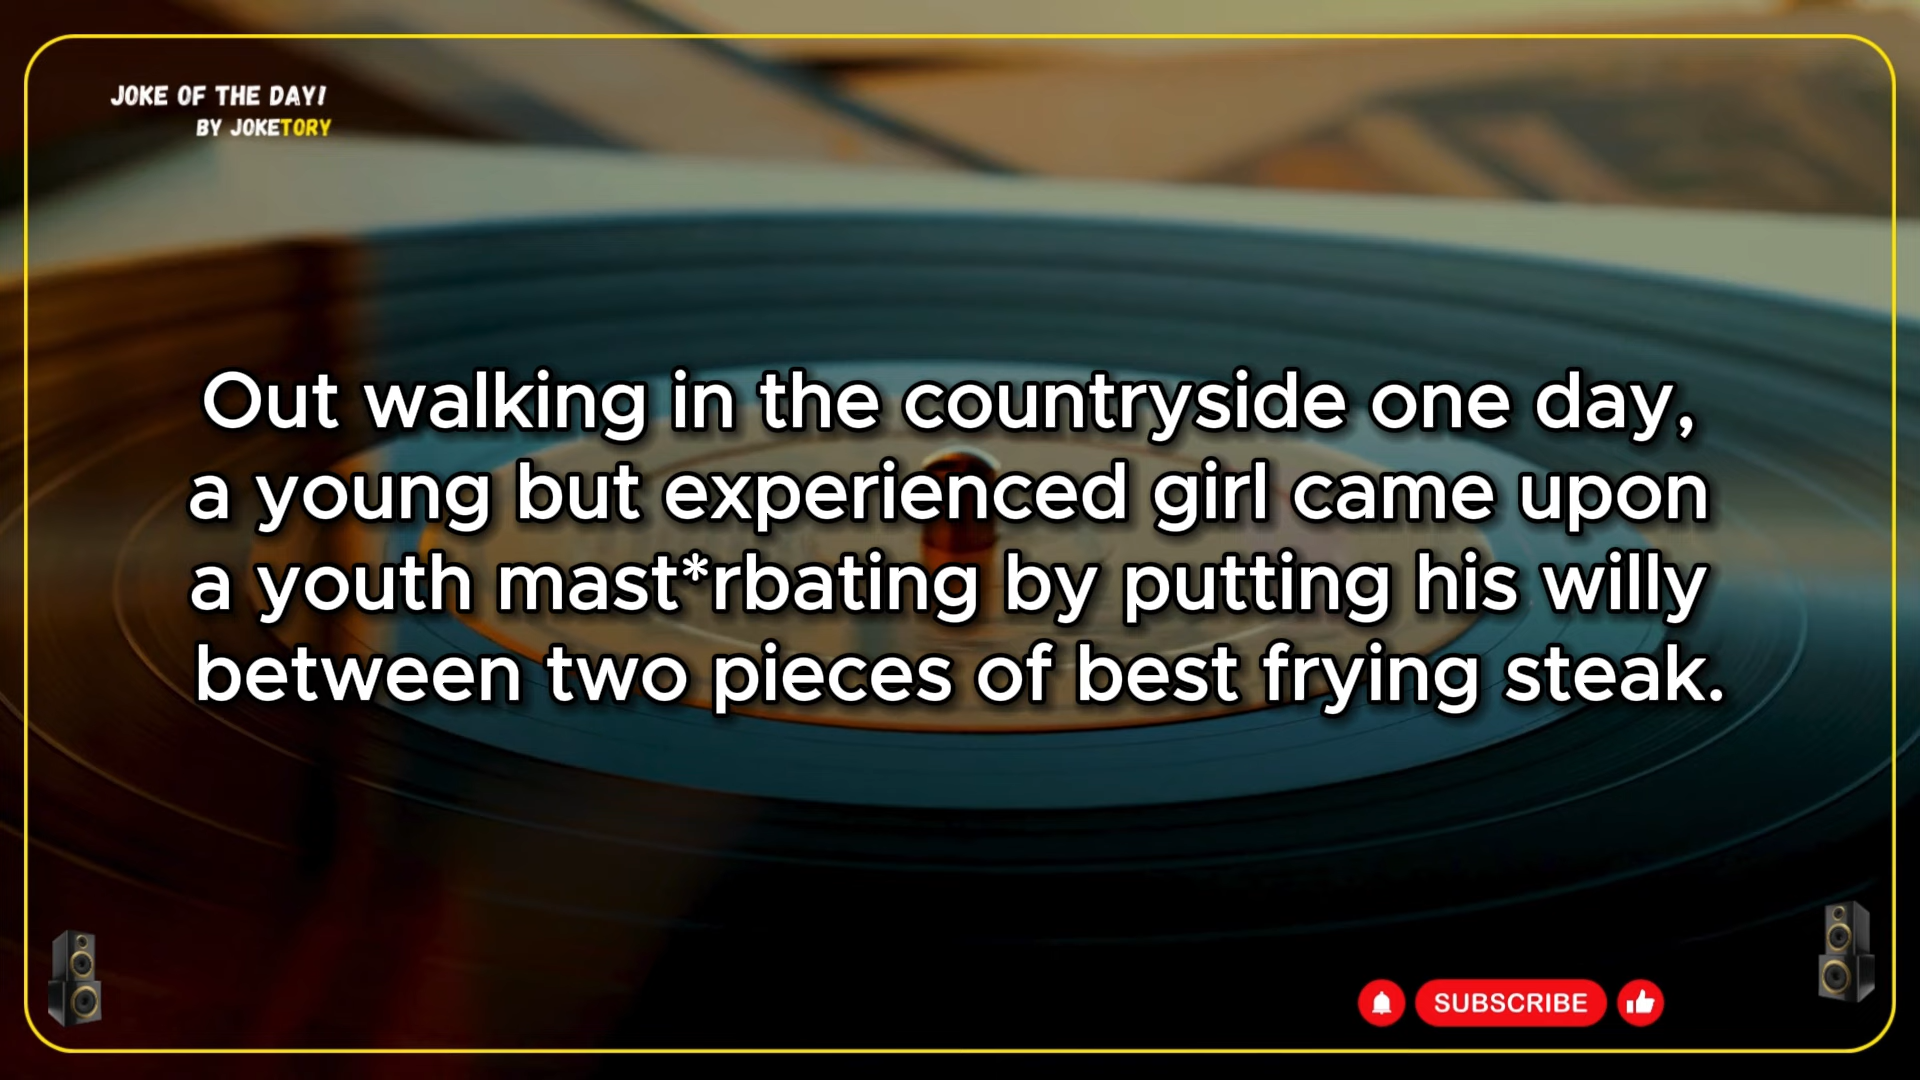 JOKE OF THE DAY!
BY JOKETORY
Out walking in the countryside one day,
a young but experienced girl came upon
a youth mast*rbating by putting his willy
between two pieces of best frying steak.
SUBSCRIBE